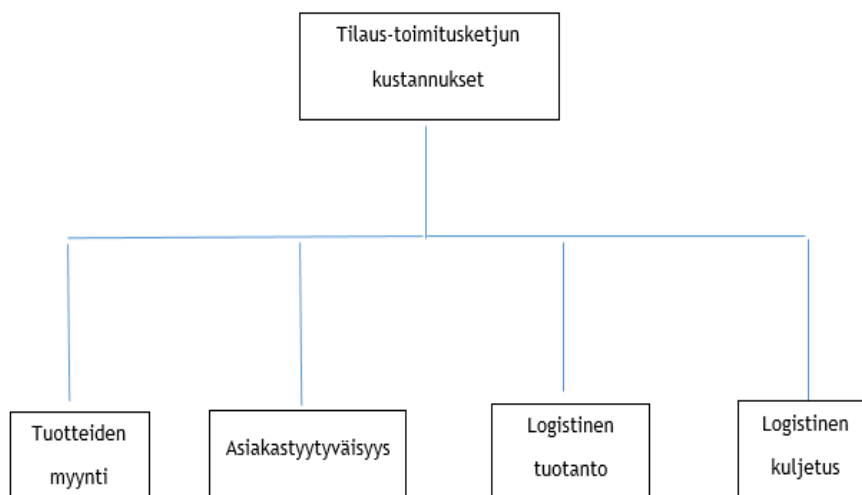 Tilaus-toimitusketjun
kustannukset
Tuotteiden
myynti
Asiakastyytyväisyys
Logistinen
tuotanto
Logistinen
kuljetus